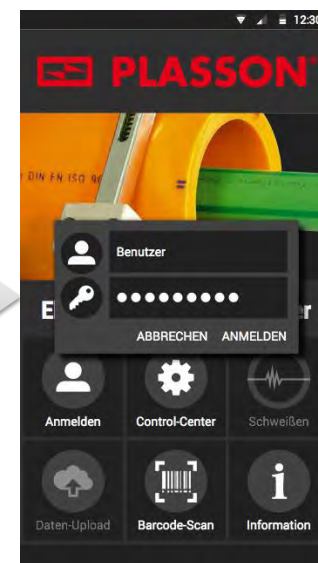 12:30
PLASSON
DIN EN ISO
Benutzer
ABBRECHEN ANMELDEN
Anmelden Control-Center Schweißen
Daten-Upload Barcode-Scan Information